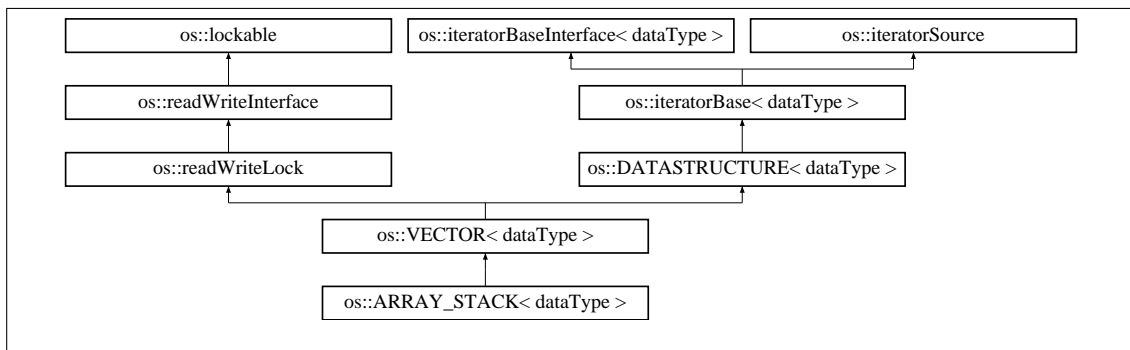 os::lockable
os::iteratorBaseInterface< dataType >
os::iteratorSource
os::readWriteInterface
os::iteratorBase< dataType >
os::readWriteLock
os::DATASTRUCTURE< dataType >
os::VECTOR< dataType >
os::ARRAY_STACK< dataType >